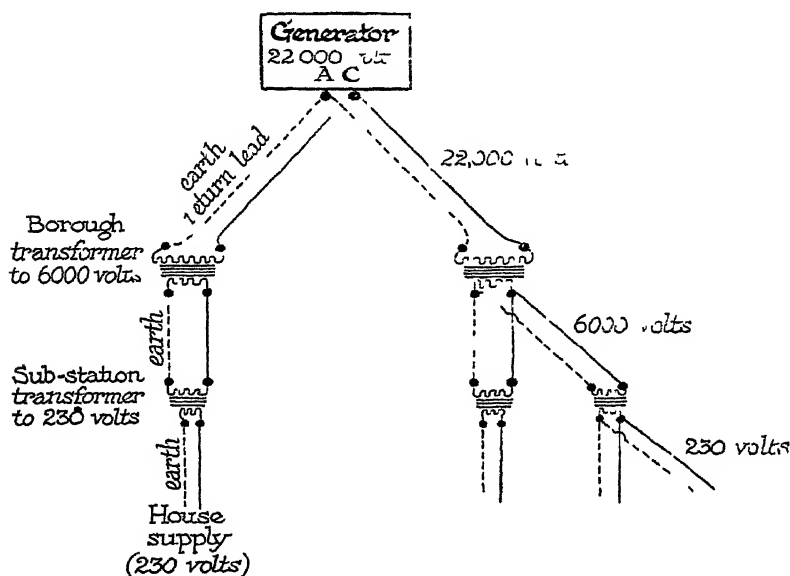 Generator
22000
A C
earth
return lead
22,000
Borough
transformer
to 6000 volts
earth
6000 volts
Sub-station
transformer
to 230 volts
230 volts
earth
House
supply
(230 volts)